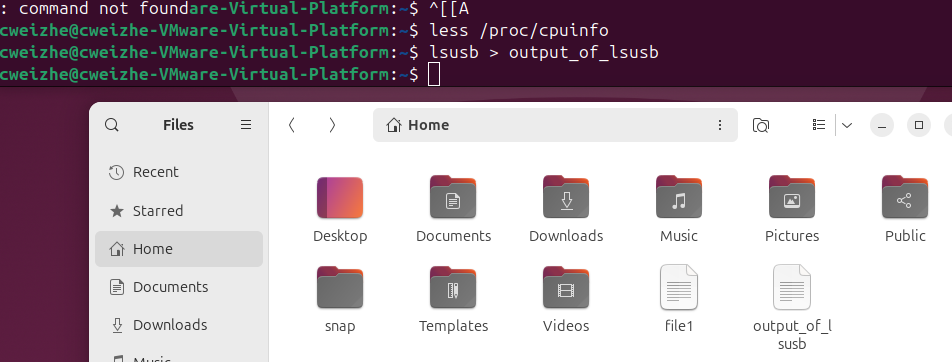 : command not foundare-Virtual-Platform:~$ ^[[A
cweizhe@cweizhe-VMware-Virtual-Platform:~$ less /proc/cpuinfo
cweizhe@cweizhe-VMware-Virtual-Platform:~$ lsusb > output_of_lsusb
cweizhe@cweizhe-VMware-Virtual-Platform:~$
Files
Home
Recent
Starred
Home
Documents
Downloads
Music
Desktop
Documents
Downloads
Music
Pictures
Public
snap
Templates
Videos
file1
output_of_l
susb